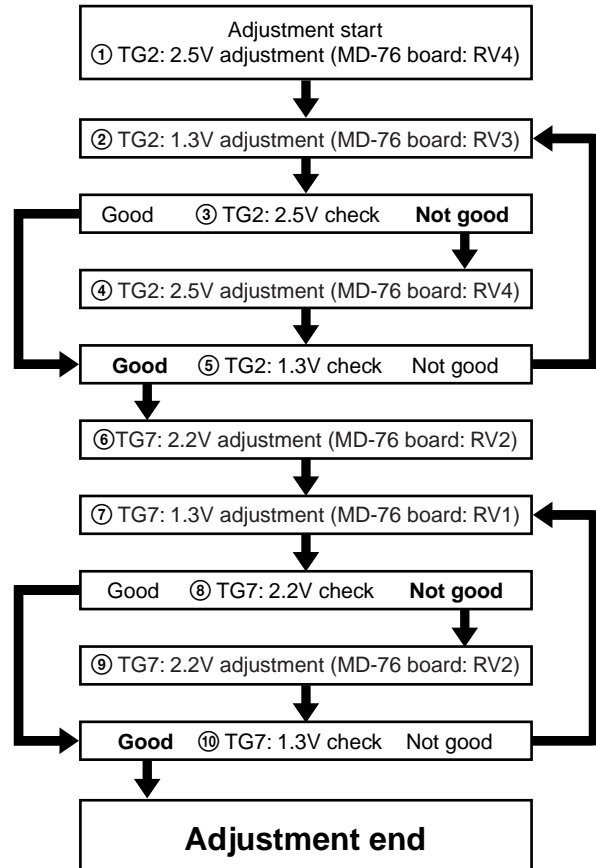 Adjustment start
① TG2: 2.5V adjustment (MD-76 board: RV4)
② TG2: 1.3V adjustment (MD-76 board: RV3)
Good ③ TG2: 2.5V check Not good
④ TG2: 2.5V adjustment (MD-76 board: RV4)
Good ⑤ TG2: 1.3V check Not good
⑥TG7: 2.2V adjustment (MD-76 board: RV2)
⑦ TG7: 1.3V adjustment (MD-76 board: RV1)
Good ⑧ TG7: 2.2V check Not good
⑨ TG7: 2.2V adjustment (MD-76 board: RV2)
Good ⑩ TG7: 1.3V check Not good
Adjustment end